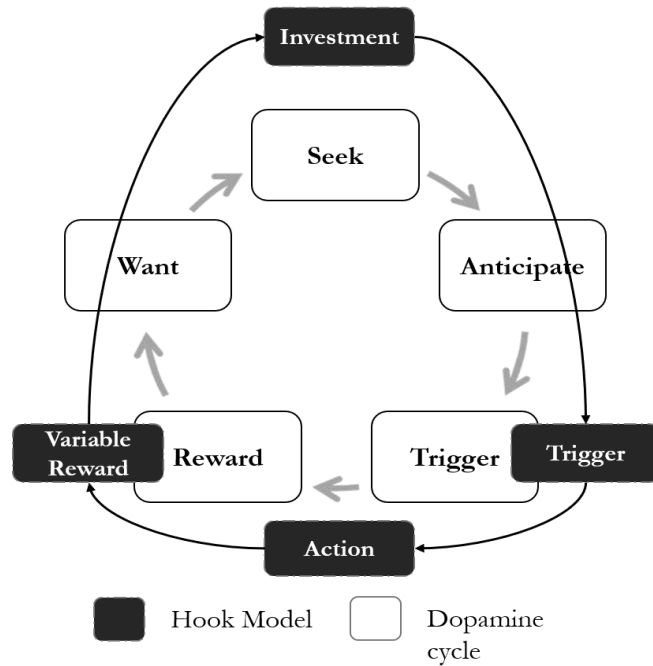 Investment
Seek
Want
Anticipate
Variable
Reward
Reward
Trigger
Trigger
Action
Hook Model
Dopamine
cycle